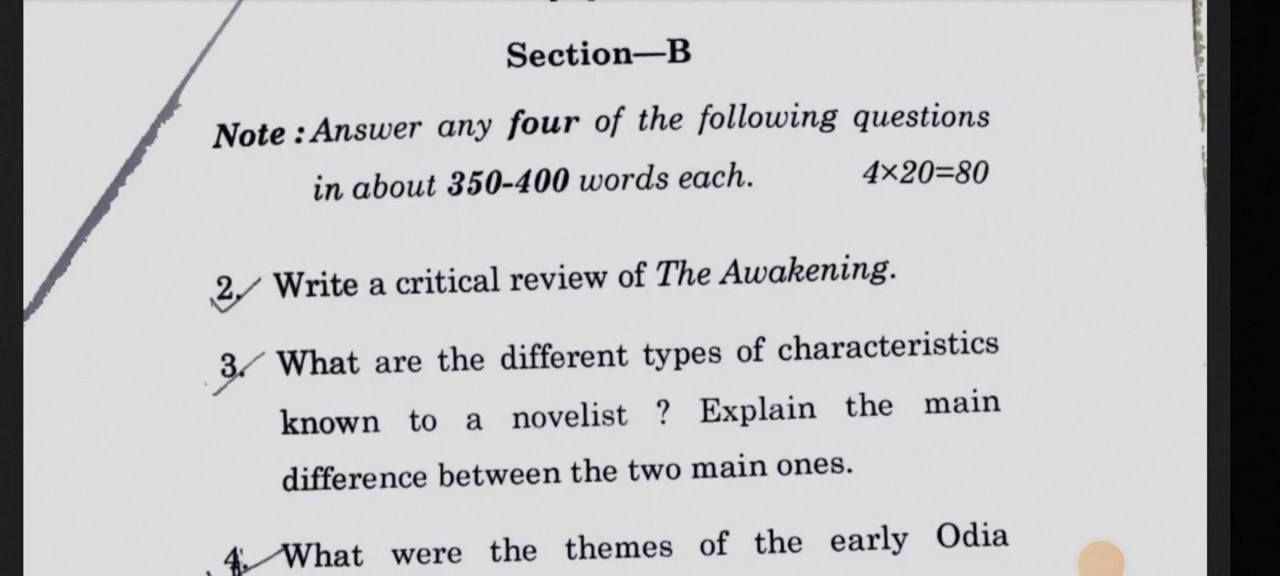 Section—B
Note : Answer any four of the following questions
in about 350-400 words each. 4×20=80
2. Write a critical review of The Awakening.
3. What are the different types of characteristics
known to a novelist ? Explain the main
difference between the two main ones.
4. What were the themes of the early Odia